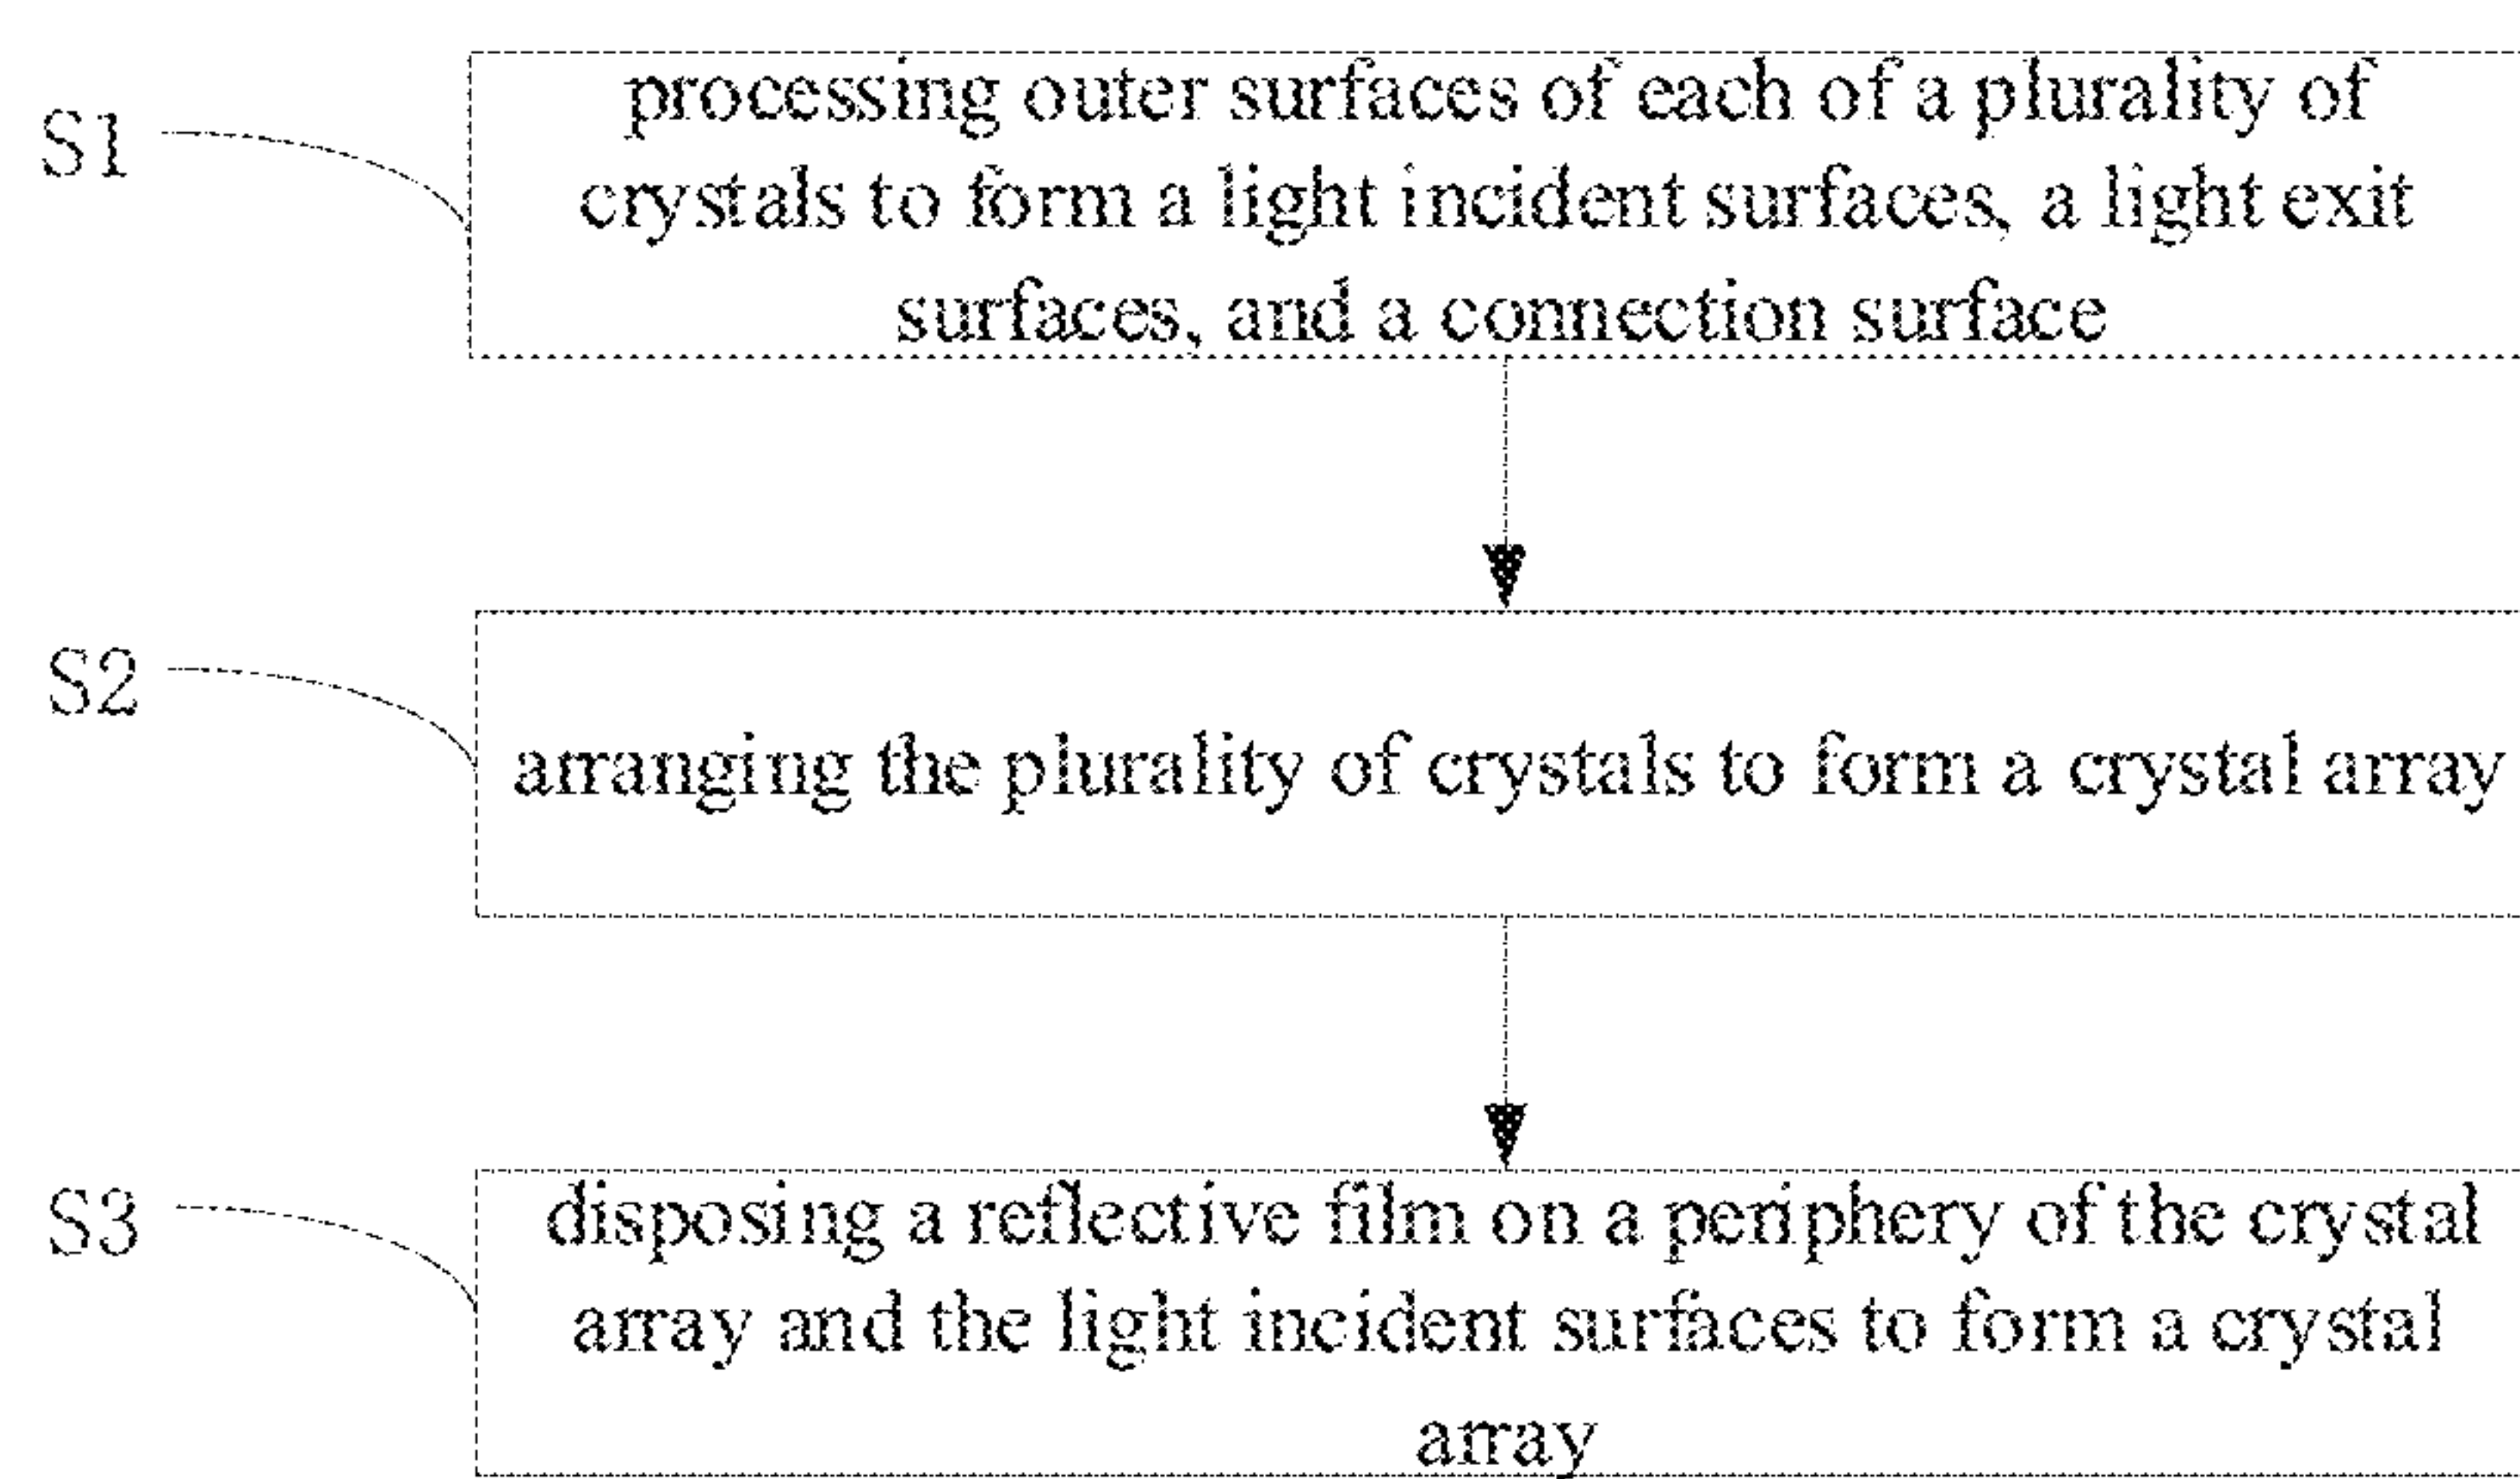 S1
processing outer surfaces of each of a plurality of
crystals to form a light incident surfaces, a light exit
surfaces, and a connection surface
S2
arranging the plurality of crystals to form a crystal array
S3
disposing a reflective film on a periphery of the crystal
array and the light incident surfaces to form a crystal
array